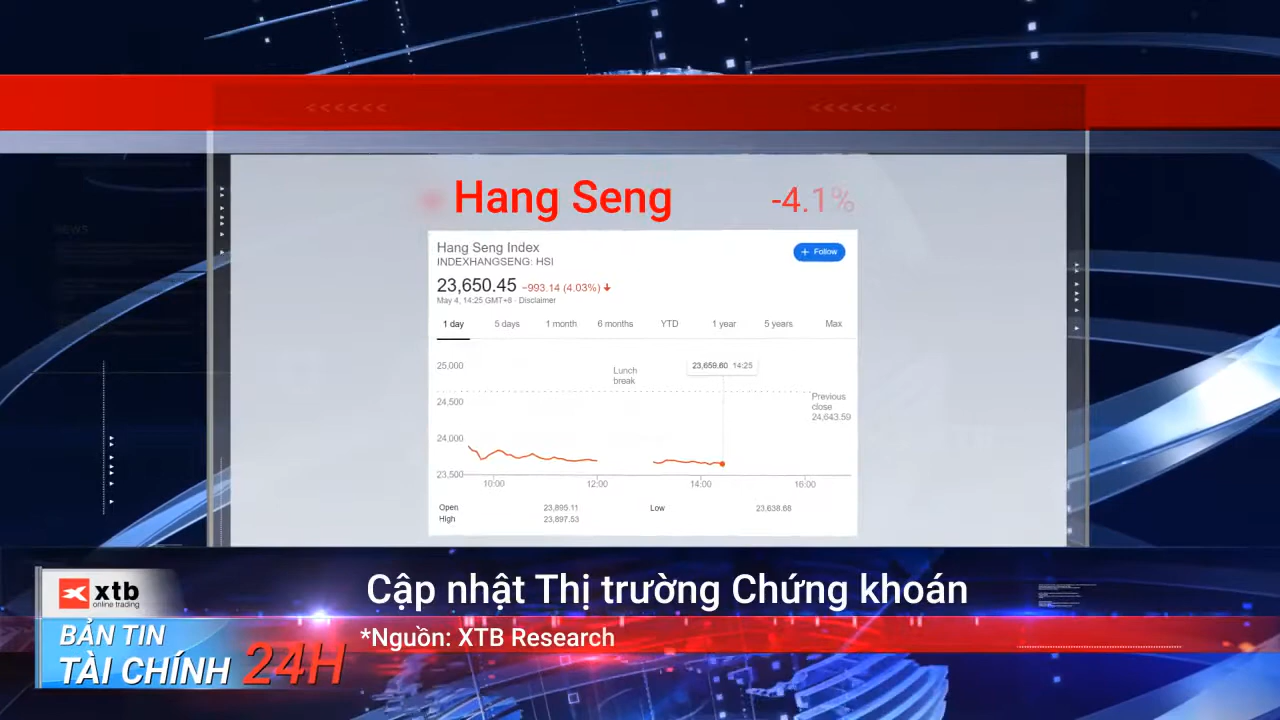 Hang Seng -4.1%
Hang Seng Index
INDEXHANGSENG: HSI
+ Follow
23,650.45 −993.14 (4.03%) ↓
May 4, 14:25 GMT+8 · Disclaimer
1 day 5 days 1 month 6 months YTD 1 year 5 years Max
25,000
24,500
24,000
23,500
Lunch
break
23,659.60 14:25
Previous
close
24,643.59
10:00 12:00 14:00 16:00
Open 23,895.11 Low 23,638.68
High 23,897.53
NEWS
xtb
online trading
BẢN TIN
TÀI CHÍNH 24H
Cập nhật Thị trường Chứng khoán
*Nguồn: XTB Research